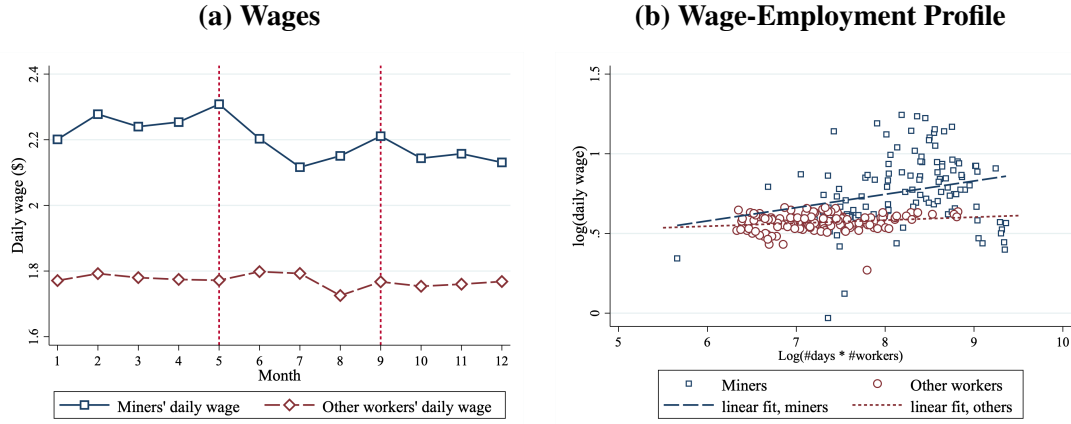 (a) Wages
Daily wage ($)
2.4
2.2
2
1.8
1.6
1 2 3 4 5 6 7 8 9 10 11 12
Month
Miners' daily wage
Other workers' daily wage
(b) Wage-Employment Profile
log(daily wage)
1.5
1
.5
0
5 6 7 8 9 10
Log(#days * #workers)
Miners
Other workers
linear fit, miners
linear fit, others